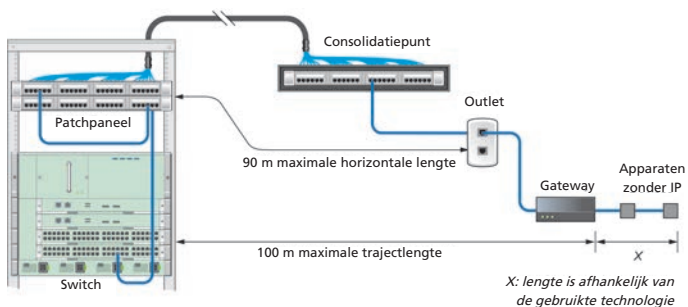 Consolidatiepunt
Outlet
Patchpaneel
90 m maximale horizontale lengte
Gateway
Apparaten
zonder IP
100 m maximale trajectlengte
X
Switch
X: lengte is afhankelijk van
de gebruikte technologie